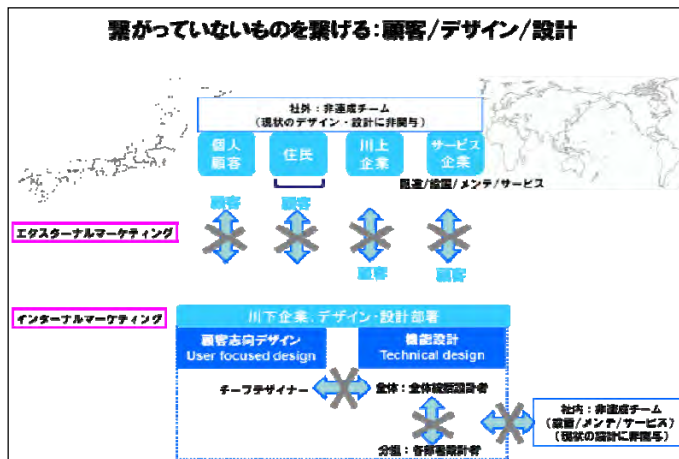 繋がっていないものを繋げる：顧客/デザイン/設計
社外：非達成チーム
（現状のデザイン・設計に非関与）
個人
顧客
住民
川上
企業
サービス
企業
/設置/メンテ/サービス
顧客
顧客
エクスターナルマーケティング
顧客
顧客
インターナルマーケティング
川下企業、デザイン・設計部署
顧客志向デザイン
User focused design
機能設計
Technical design
チーフデザイナー
全体：全体統括設計者
分担：各部署設計者
社内：非達成チーム
（設置/メンテ/サービス）
（現状の設計に非関与）